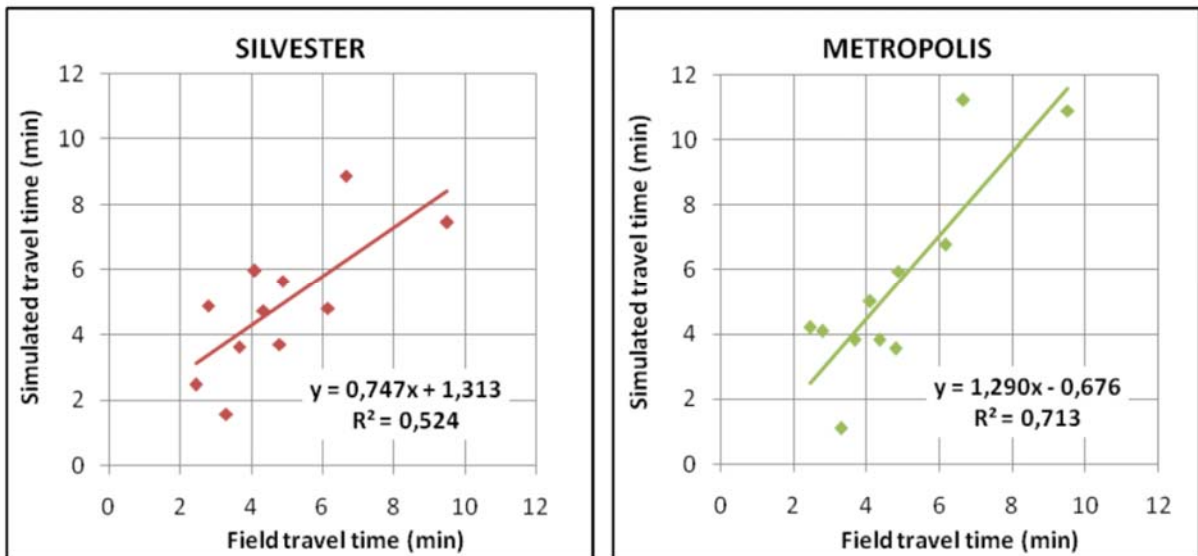 SILVESTER
Simulated travel time (min)
12
10
8
6
4
2
0
y = 0,747x + 1,313
R² = 0,524
0 2 4 6 8 10 12
Field travel time (min)
METROPOLIS
Simulated travel time (min)
12
10
8
6
4
2
0
y = 1,290x - 0,676
R² = 0,713
0 2 4 6 8 10 12
Field travel time (min)